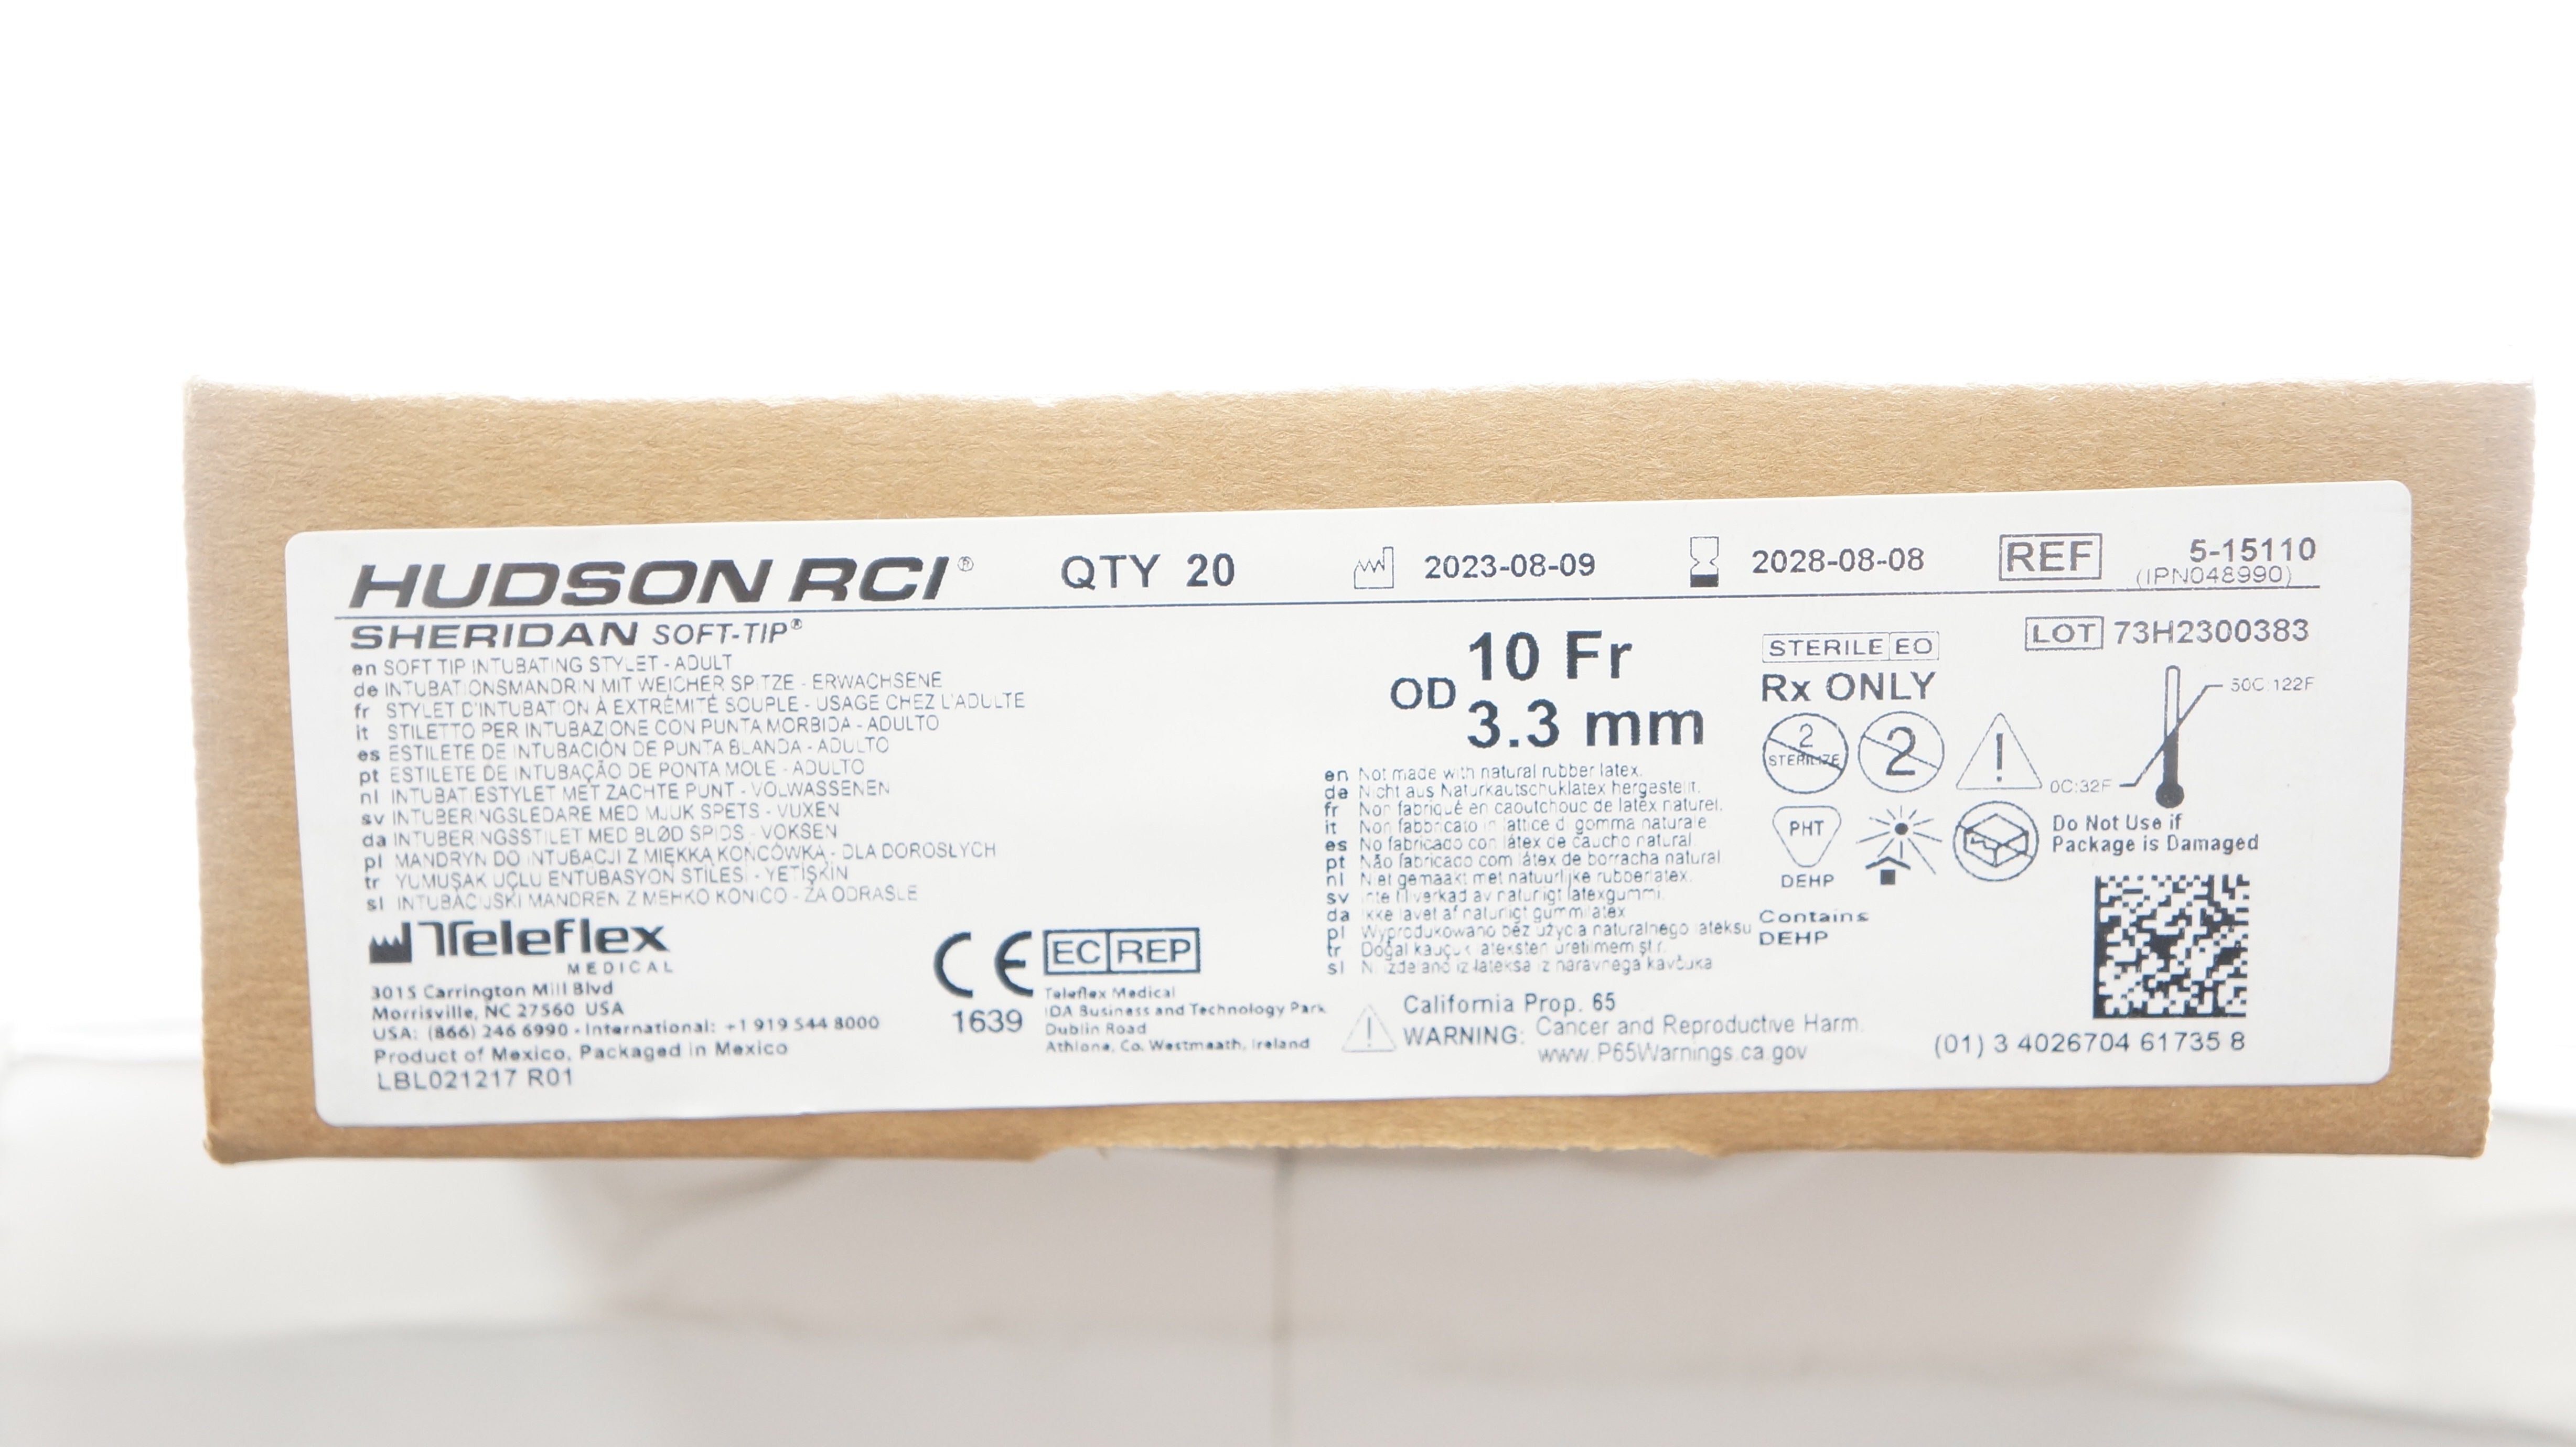 HUDSON RCI® QTY 20 2023-08-09 2028-08-08 REF 5-15110
(IPN048990)
SHERIDAN SOFT-TIP®
en SOFT TIP INTUBATING STYLET - ADULT
de INTUBATIONSMANDRIN MIT WEICHER SPITZE - ERWACHSENE
fr STYLET D'INTUBATION À EXTRÉMITÉ SOUPLE - USAGE CHEZ L'ADULTE
it STILETTO PER INTUBAZIONE CON PUNTA MORBIDA - ADULTO
es ESTILETE DE INTUBACIÓN DE PUNTA BLANDA - ADULTO
pt ESTILETE DE INTUBAÇÃO DE PONTA MOLE - ADULTO
nl INTUBATIESTYLET MET ZACHTE PUNT - VOLWASSENEN
sv INTUBERINGSLEDARE MED MJUK SPETS - VUXEN
da INTUBERINGSSTILET MED BLØD SPIDS - VOKSEN
pl MANDRYN DO INTUBACJI Z MIĘKKĄ KOŃCÓWKĄ - DLA DOROSŁYCH
tr YUMUŞAK UÇLU ENTÜBASYON STİLESİ - YETİŞKİN
sl INTUBACIJSKI MANDREN Z MEHKO KONICO - ZA ODRASLE
Teleflex
MEDICAL
3015 Carrington Mill Blvd
Morrisville, NC 27560 USA
USA: (866) 246 6990 • International: +1 919 544 8000
Product of Mexico, Packaged in Mexico
LBL021217 R01
CE
1639
EC REP
Teleflex Medical
IDA Business and Technology Park
Dublin Road
Athlone, Co. Westmeath, Ireland
OD 10 Fr
3.3 mm
en Not made with natural rubber latex.
de Nicht aus Naturkautschuklatex hergestellt.
fr Non fabriqué en caoutchouc de latex naturel.
it Non fabbricato in lattice di gomma naturale
es No fabricado con látex de caucho natural.
pt Não fabricado com látex de borracha natural.
nl Niet gemaakt met natuurlijke rubberlatex.
sv Inte tillverkad av naturligt latexgummi.
da Ikke lavet af naturligt gummilatex
pl Wyprodukowano bez użycia naturalnego lateksu
tr Doğal kauçuk lateksten üretilmemiştir.
sl Ni izdelano iz lateksa iz naravnega kavčuka
California Prop. 65
WARNING: Cancer and Reproductive Harm.
www.P65Warnings.ca.gov
STERILE EO
Rx ONLY
LOT 73H2300383
50C:122F
0C:32F
2
STERILIZE
2
PHT
DEHP
Do Not Use if
Package is Damaged
Contains
DEHP
(01) 3 4026704 61735 8